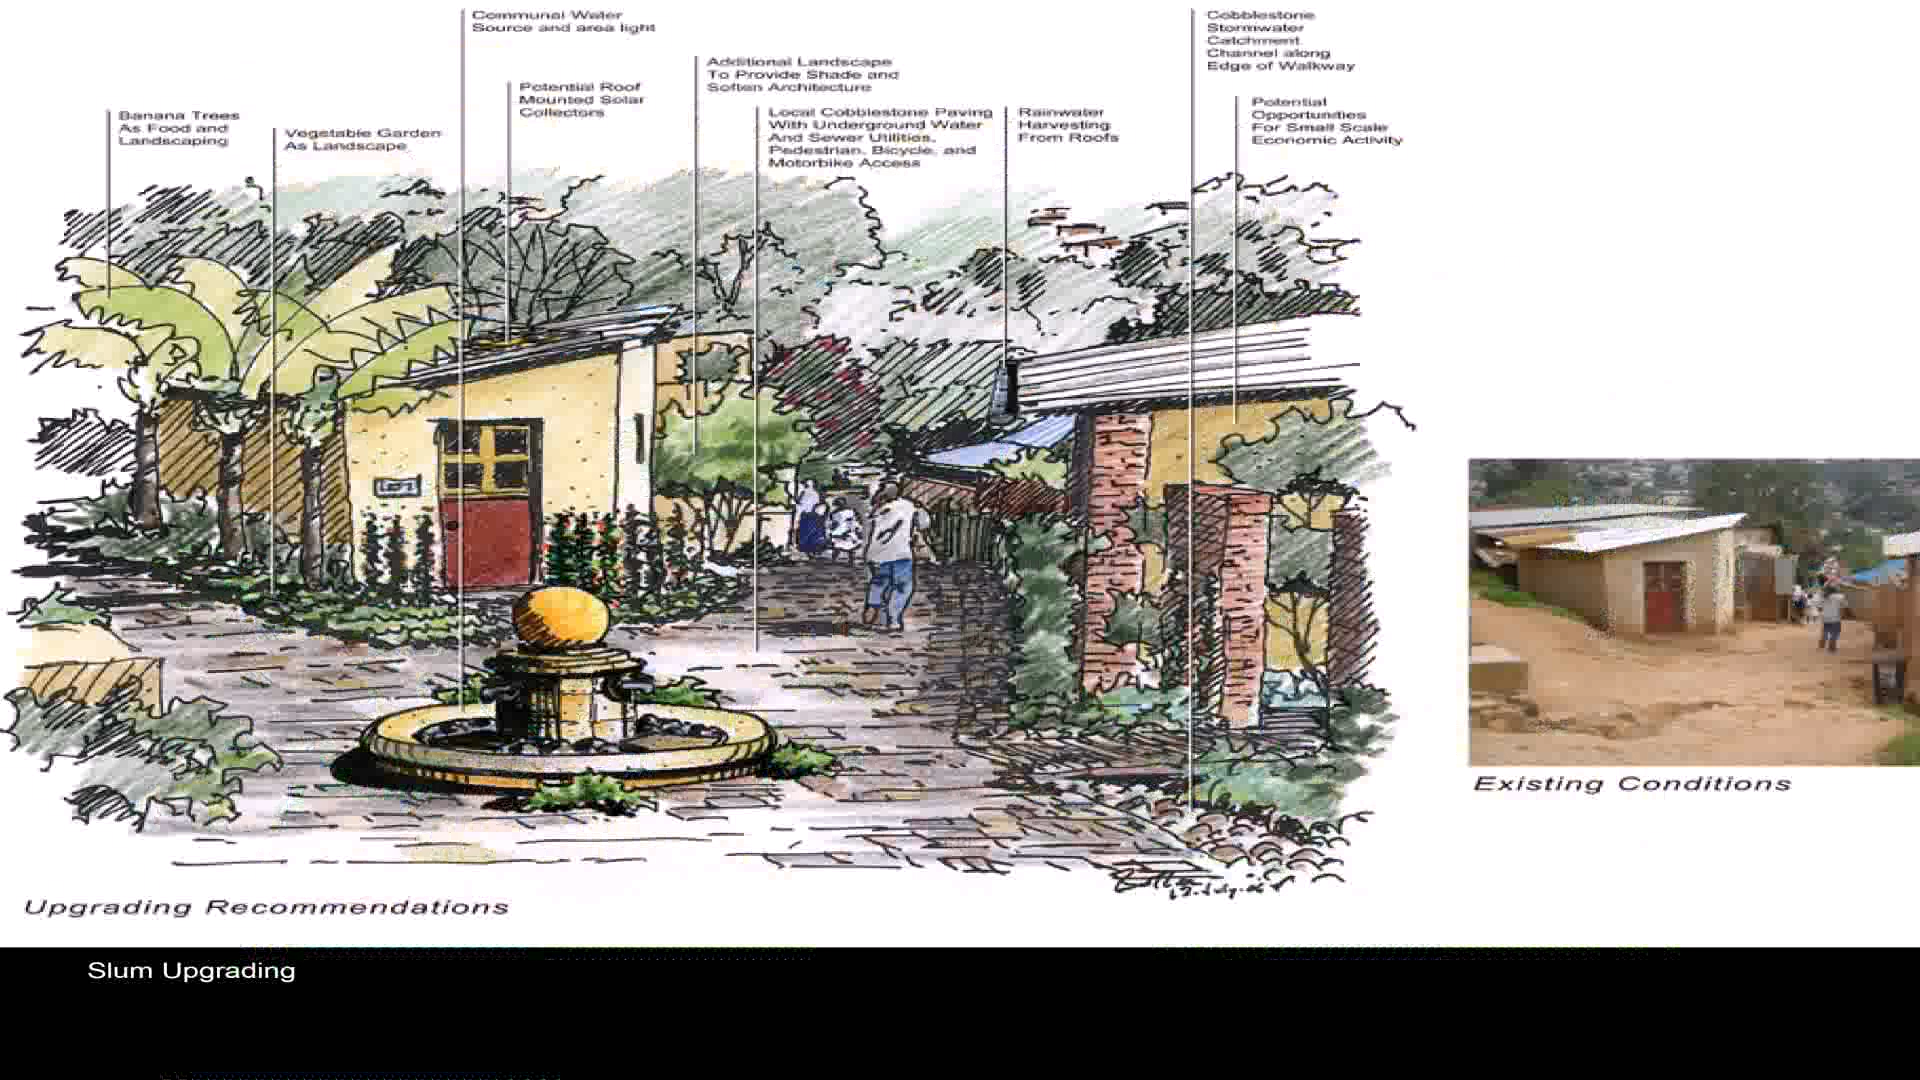 Communal Water
Source and area light
Cobblestone
Stormwater
Catchment
Channel along
Edge of Walkway
Additional Landscape
To Provide Shade and
Soften Architecture
Potential Roof
Mounted Solar
Collectors
Potential
Opportunities
For Small Scale
Economic Activity
Banana Trees
As Food and
Landscaping
Vegetable Garden
As Landscape
Local Cobblestone Paving
With Underground Water
And Sewer Utilities,
Pedestrian, Bicycle, and
Motorbike Access
Rainwater
Harvesting
From Roofs
Existing Conditions
Upgrading Recommendations
Slum Upgrading